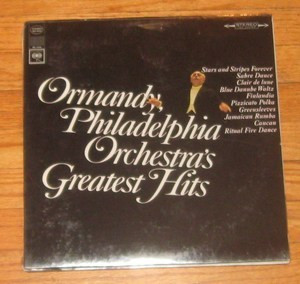 STEREO
Stars and Stripes Forever
Sabre Dance
Clair de lune
Blue Danube Waltz
Finlandia
Pizzicato Polka
Greensleeves
Jamaican Rumba
Cancan
Ritual Fire Dance
Ormandy
Philadelphia
Orchestra's
Greatest Hits